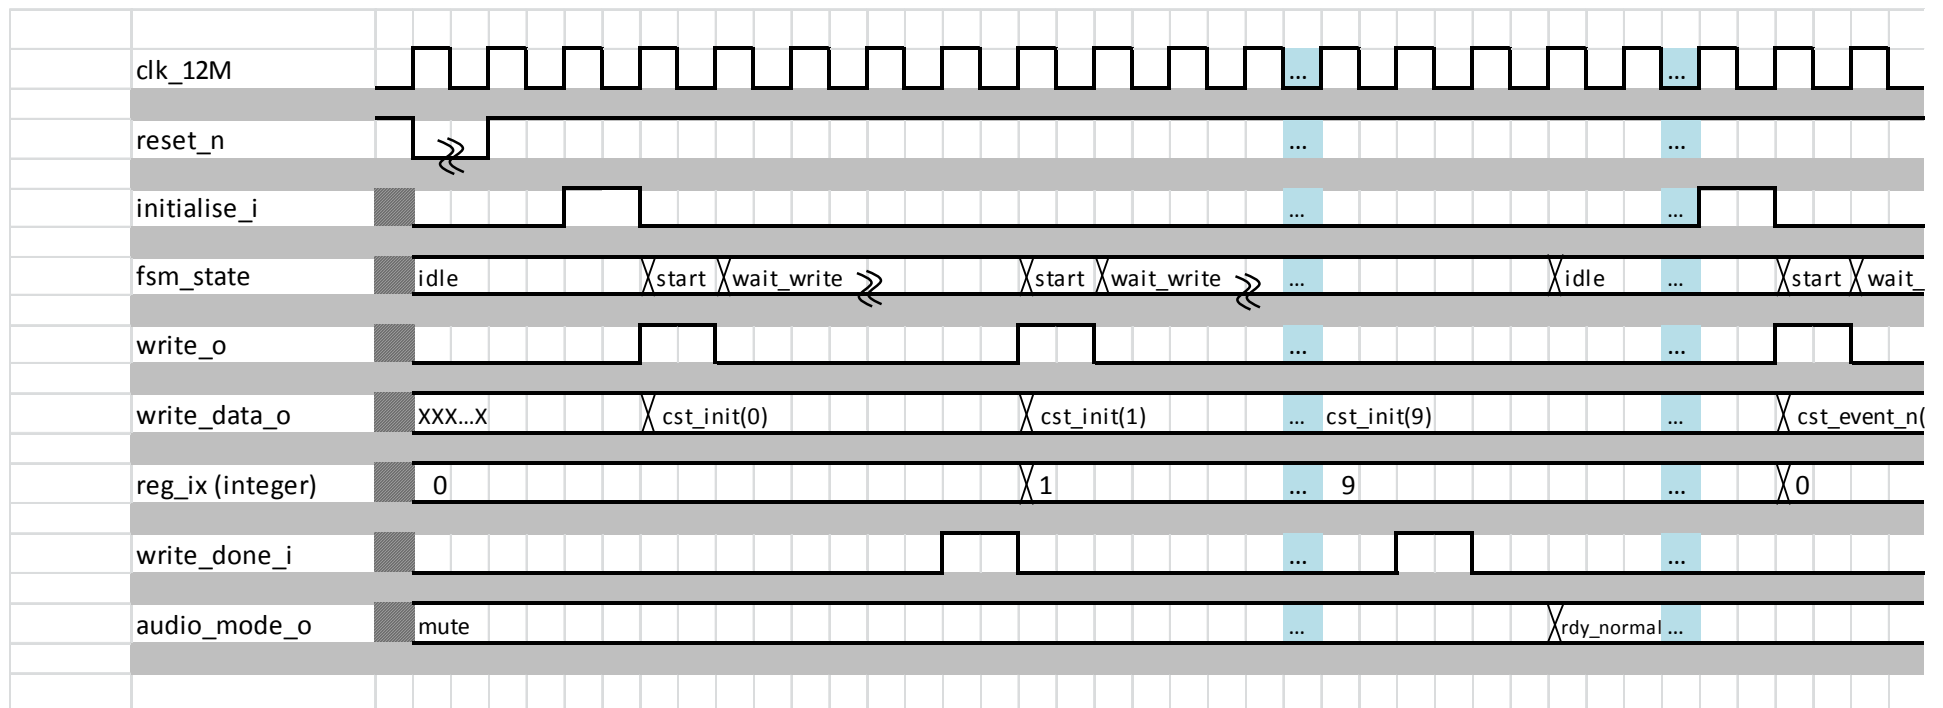 clk_12M ... ...
reset_n ... ...
initialise_i ... ...
fsm_state idle start wait_write start wait_write ... idle ... start wait_
write_o ... ...
write_data_o XXX...X cst_init(0) cst_init(1) ... cst_init(9) ... cst_event_n(
reg_ix (integer) 0 1 ... 9 ... 0
write_done_i ... ...
audio_mode_o mute ... rdy_normal ...